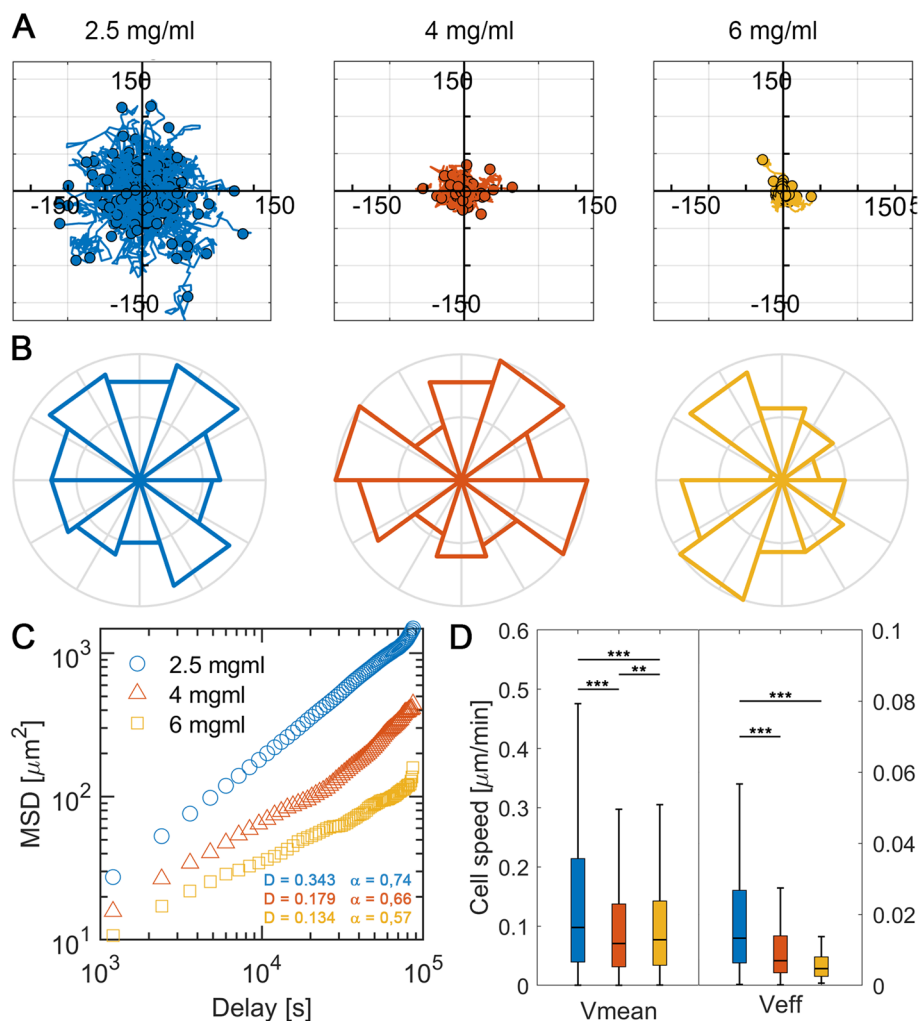 A
2.5 mg/ml
4 mg/ml
6 mg/ml
150
-150
150
-150
150
-150
150
-150
150
-150
1505
-150
B
C
MSD [μm²]
10³
10²
10¹
2.5 mgml
4 mgml
6 mgml
D = 0.343 α = 0,74
D = 0.179 α = 0,66
D = 0.134 α = 0,57
10³
10⁴
10⁵
Delay [s]
D
Cell speed [μm/min]
0.6
0.5
0.4
0.3
0.2
0.1
0
***
***
**
***
***
0.1
0.08
0.06
0.04
0.02
0
Vmean
Veff